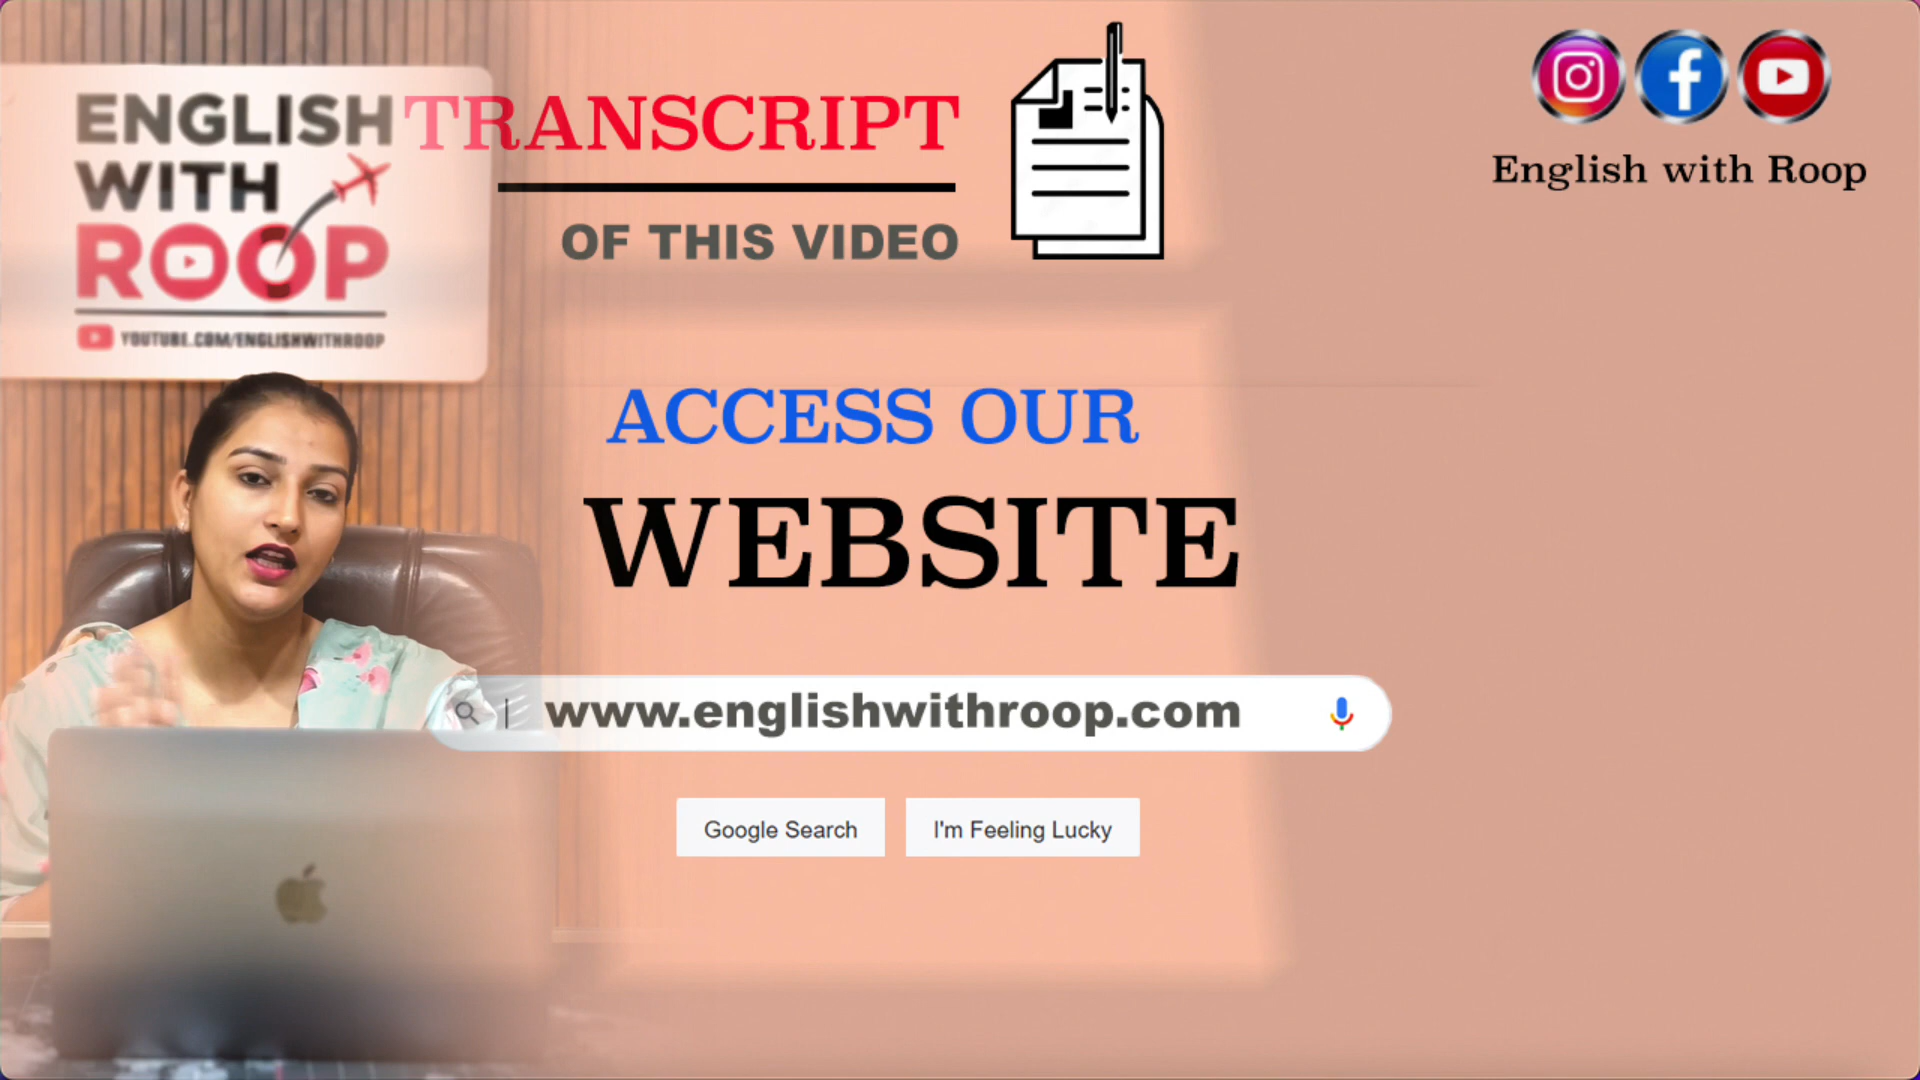 ENGLISH
WITH
ROOP
YOUTUBE.COM/ENGLISHWITHROOP
TRANSCRIPT
OF THIS VIDEO
English with Roop
ACCESS OUR
WEBSITE
www.englishwithroop.com
Google Search
I'm Feeling Lucky